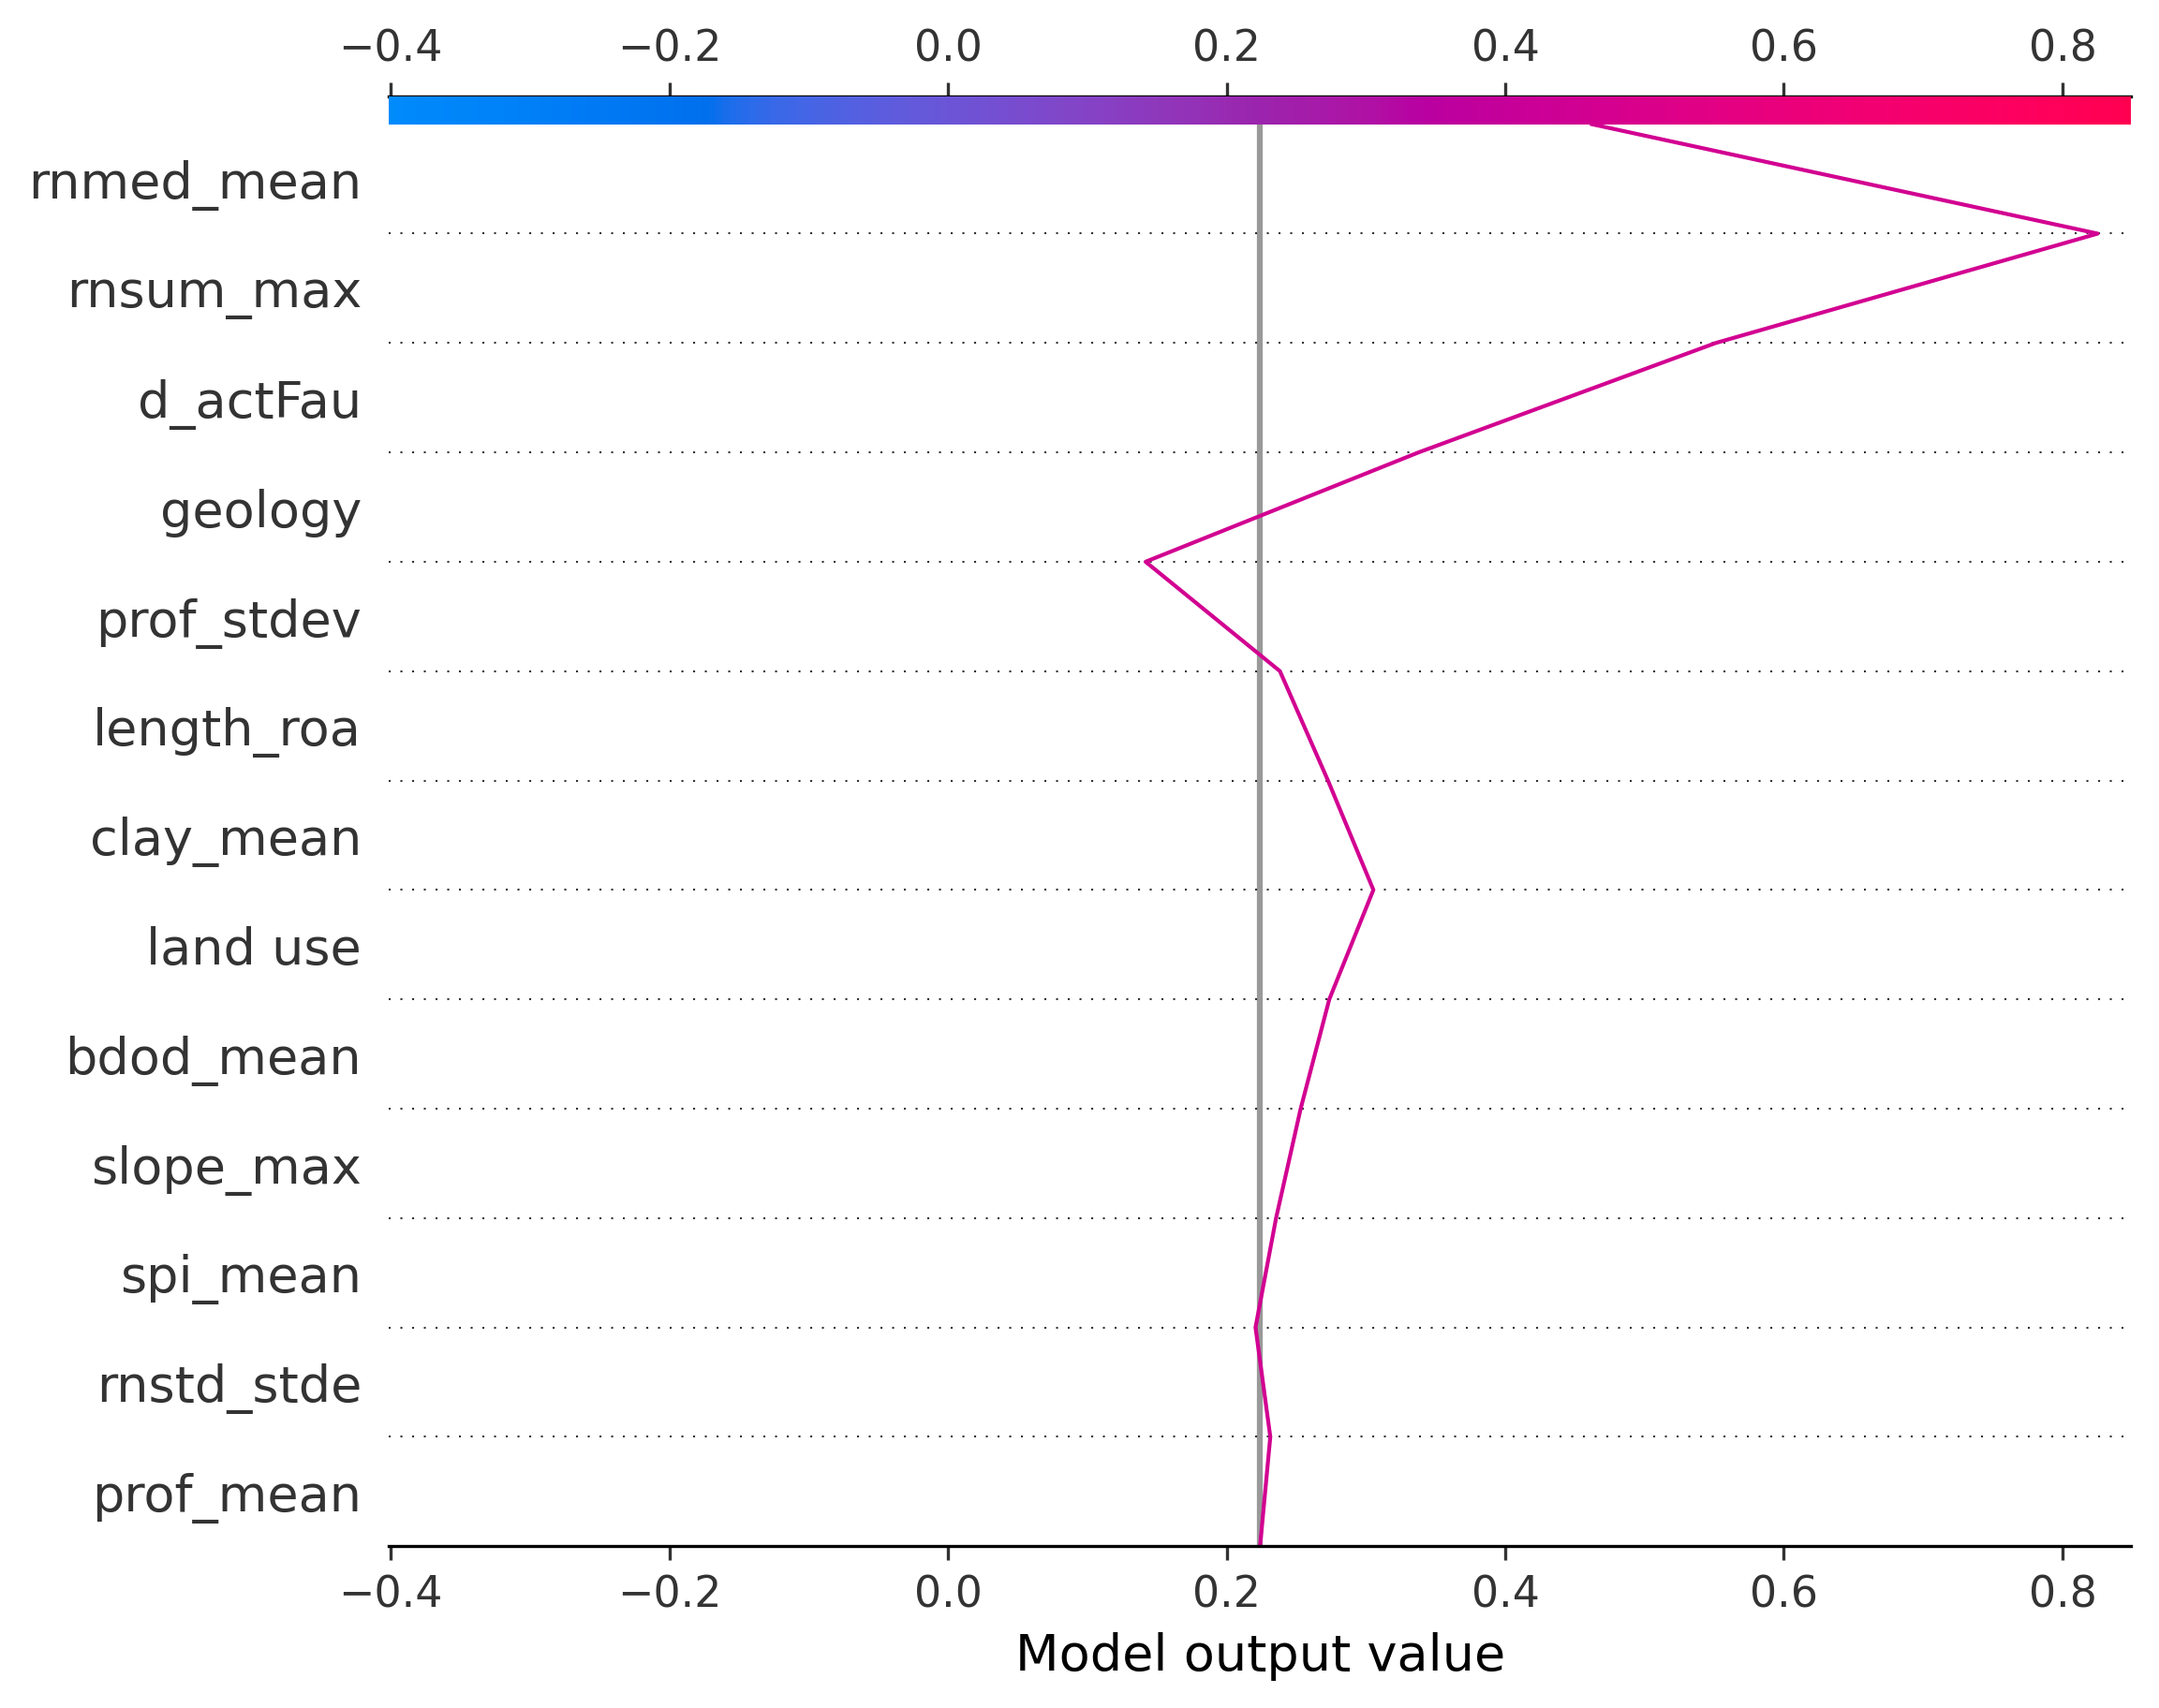 −0.4 −0.2 0.0 0.2 0.4 0.6 0.8
rnmed_mean
rnsum_max
d_actFau
geology
prof_stdev
length_roa
clay_mean
land use
bdod_mean
slope_max
spi_mean
rnstd_stde
prof_mean
−0.4 −0.2 0.0 0.2 0.4 0.6 0.8
Model output value